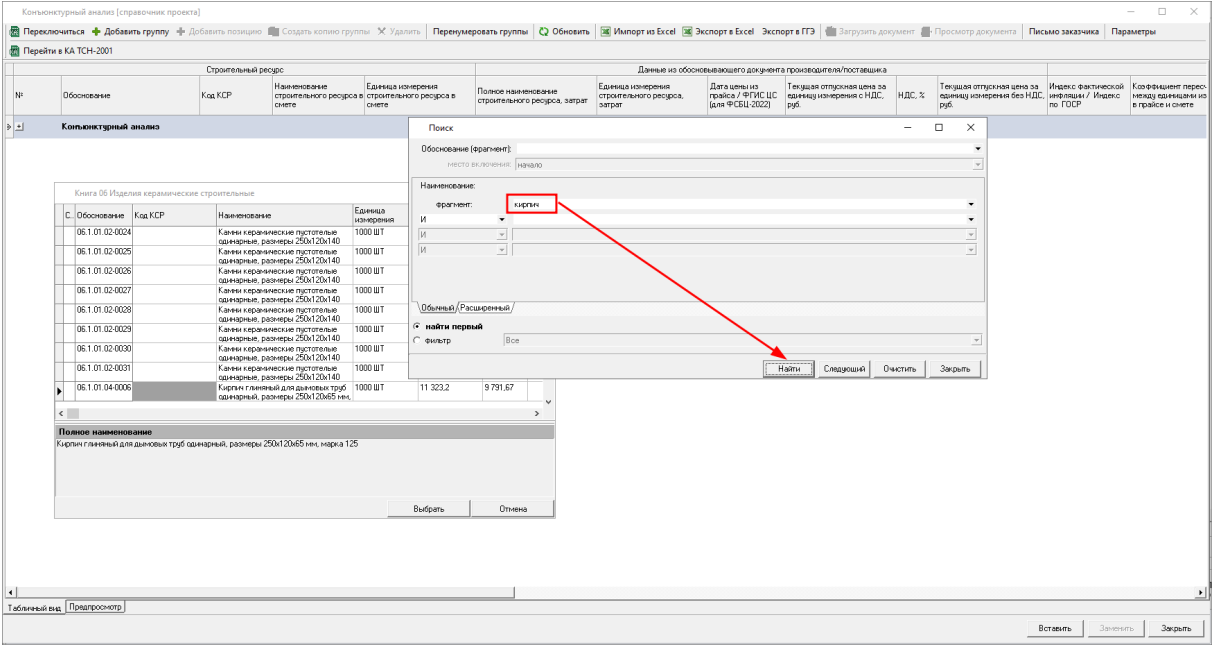 Конъюнктурный анализ [справочник проекта]
Переключиться Добавить группу Добавить позицию Создать копию группы Удалить Перенумеровать группы Обновить Импорт из Excel Экспорт в Excel Экспорт в ГГЭ Загрузить документ Просмотр документа Письмо заказчика Параметры
Перейти в КА ТСН-2001
Строительный ресурс
Данные из обосновывающего документа производителя/поставщика
№
Обоснование
Код КСР
Наименование строительного ресурса в смете
Единица измерения строительного ресурса в смете
Полное наименование строительного ресурса, затрат
Единица измерения строительного ресурса, затрат
Дата цены из прайса / ФГИС ЦС (для ФСБЦ-2022)
Текущая отпускная цена за единицу измерения с НДС, руб.
НДС, %
Текущая отпускная цена за единицу измерения без НДС, руб.
Индекс фактической инфляции / Индекс по ГОСР
Коэффициент пересч между единицами из в прайсе и смете
Конъюнктурный анализ
Поиск
Обоснование (фрагмент):
место включения: начало
Наименование:
фрагмент: кирпич
И
И
И
Обычный Расширенный
найти первый
фильтр Все
Найти Следующий Очистить Закрыть
Книга 06 Изделия керамические строительные
С.. Обоснование Код КСР Наименование Единица измерения
06.1.01.02-0024 Камни керамические пустотелые 1000 ШТ
одинарные, размеры 250х120х140
06.1.01.02-0025 Камни керамические пустотелые 1000 ШТ
одинарные, размеры 250х120х140
06.1.01.02-0026 Камни керамические пустотелые 1000 ШТ
одинарные, размеры 250х120х140
06.1.01.02-0027 Камни керамические пустотелые 1000 ШТ
одинарные, размеры 250х120х140
06.1.01.02-0028 Камни керамические пустотелые 1000 ШТ
одинарные, размеры 250х120х140
06.1.01.02-0029 Камни керамические пустотелые 1000 ШТ
одинарные, размеры 250х120х140
06.1.01.02-0030 Камни керамические пустотелые 1000 ШТ
одинарные, размеры 250х120х140
06.1.01.02-0031 Камни керамические пустотелые 1000 ШТ
одинарные, размеры 250х120х140
06.1.01.04-0006 Кирпич глиняный для дымовых труб 1000 ШТ 11 323,2 9 791,67
одинарный, размеры 250х120х65 мм,
Полное наименование
Кирпич глиняный для дымовых труб одинарный, размеры 250х120х65 мм, марка 125
Выбрать Отмена
Табличный вид Предпросмотр
Вставить Заменить Закрыть